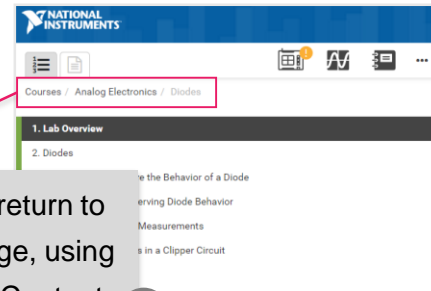 NATIONAL
INSTRUMENTS
Courses / Analog Electronics / Diodes
1. Lab Overview
2. Diodes
the Behavior of a Diode
erving Diode Behavior
Measurements
in a Clipper Circuit
return to
ge, using